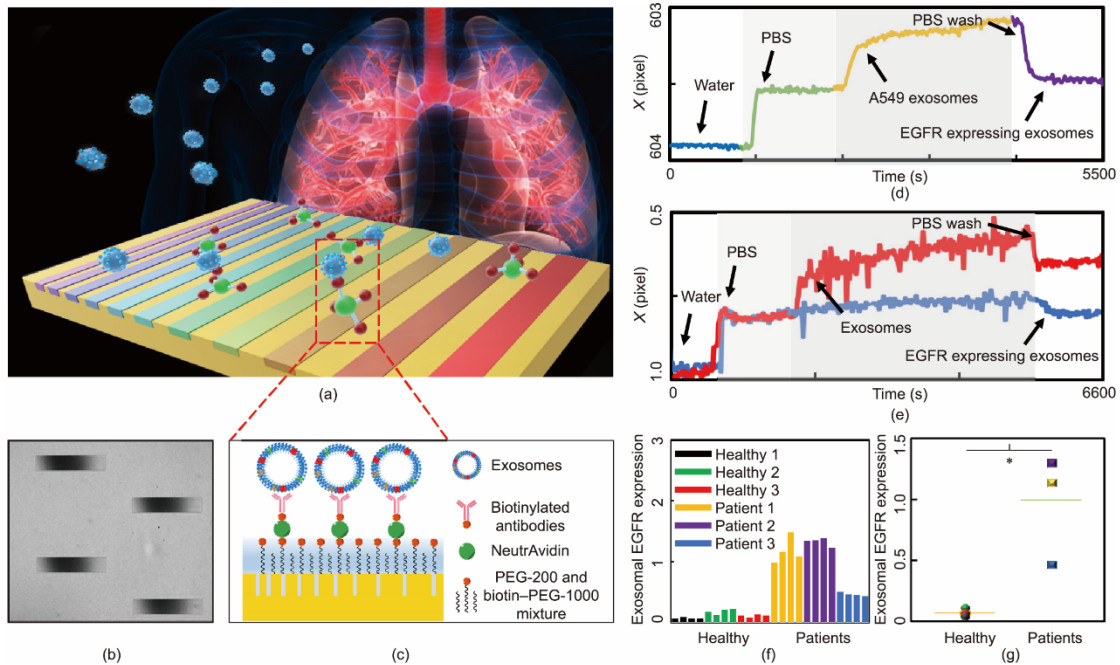 (a)
(b)
Exosomes
Biotinylated
antibodies
NeutrAvidin
PEG-200 and
biotin–PEG-1000
mixture
(c)
603
X (pixel)
604
Water
PBS
PBS wash
A549 exosomes
EGFR expressing exosomes
0
Time (s)
5500
(d)
0.5
X (pixel)
1.0
Water
PBS
PBS wash
Exosomes
EGFR expressing exosomes
0
Time (s)
6600
(e)
Exosomal EGFR expression
3
2
1
0
Healthy 1
Healthy 2
Healthy 3
Patient 1
Patient 2
Patient 3
Healthy
Patients
(f)
Exosomal EGFR expression
1.5
1.0
0.5
0
*
Healthy
Patients
(g)